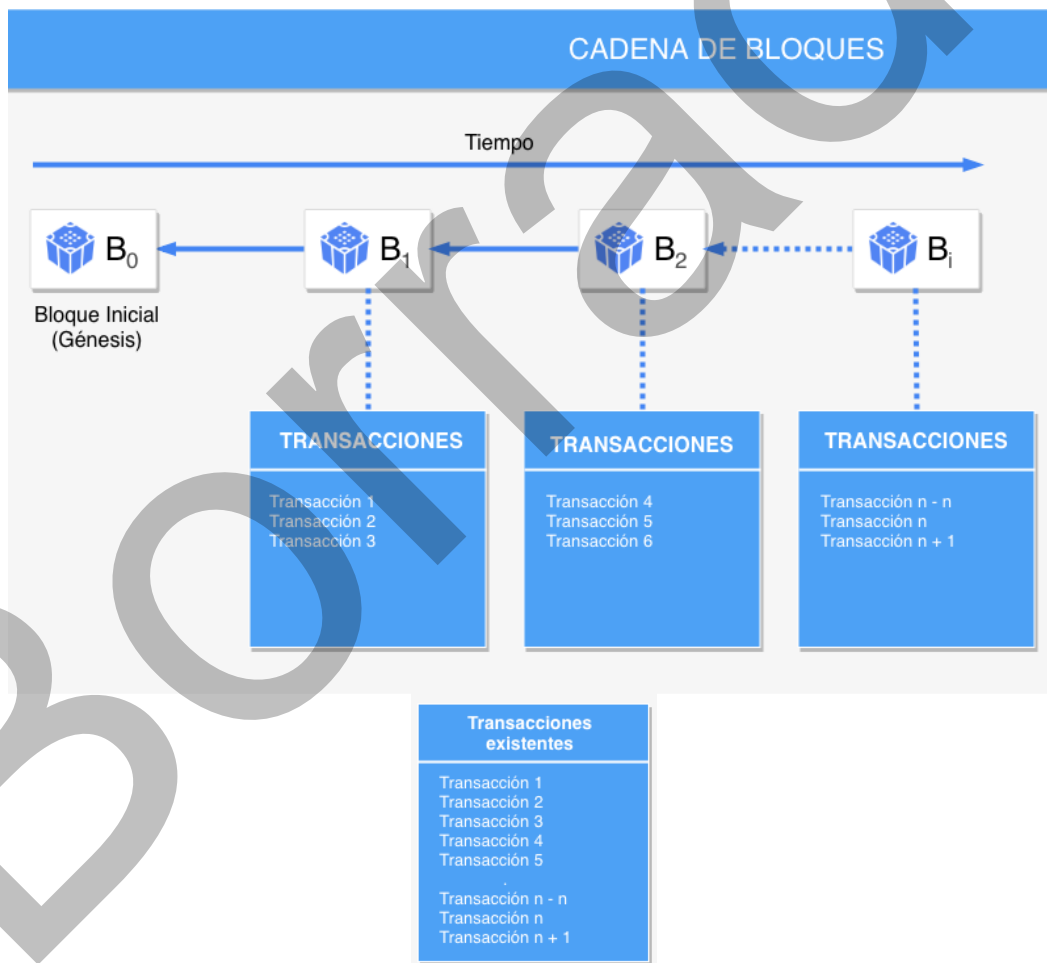 CADENA DE BLOQUES
Tiempo
B0
B1
B2
Bi
Bloque Inicial
(Génesis)
TRANSACCIONES
Transacción 1
Transacción 2
Transacción 3
TRANSACCIONES
Transacción 4
Transacción 5
Transacción 6
TRANSACCIONES
Transacción n - n
Transacción n
Transacción n + 1
Transacciones
existentes
Transacción 1
Transacción 2
Transacción 3
Transacción 4
Transacción 5
.
Transacción n - n
Transacción n
Transacción n + 1